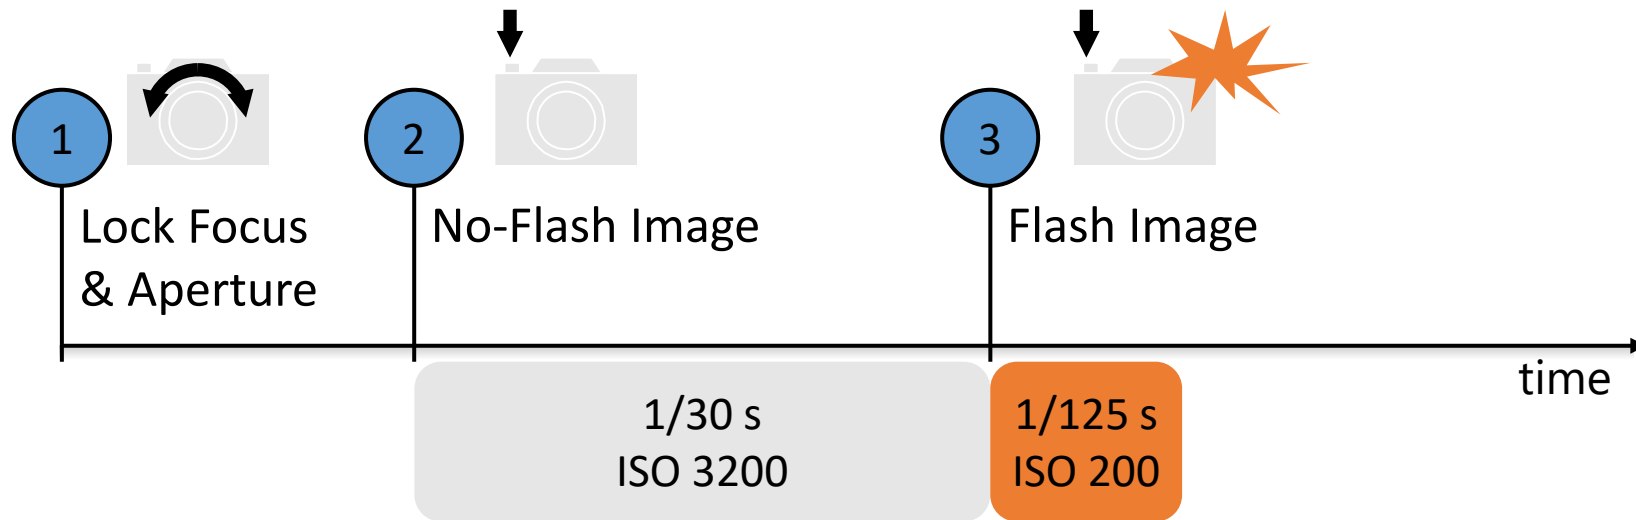 1
2
3
Lock Focus
& Aperture
No-Flash Image
Flash Image
time
1/30 s
ISO 3200
1/125 s
ISO 200